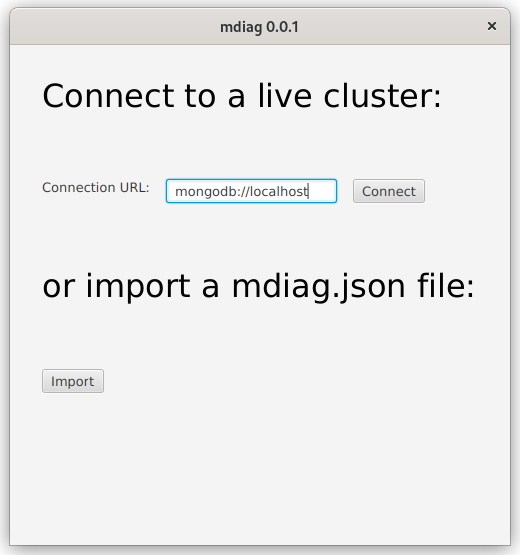 mdiag 0.0.1
Connect to a live cluster:
Connection URL: mongodb://localhost Connect
or import a mdiag.json file:
Import